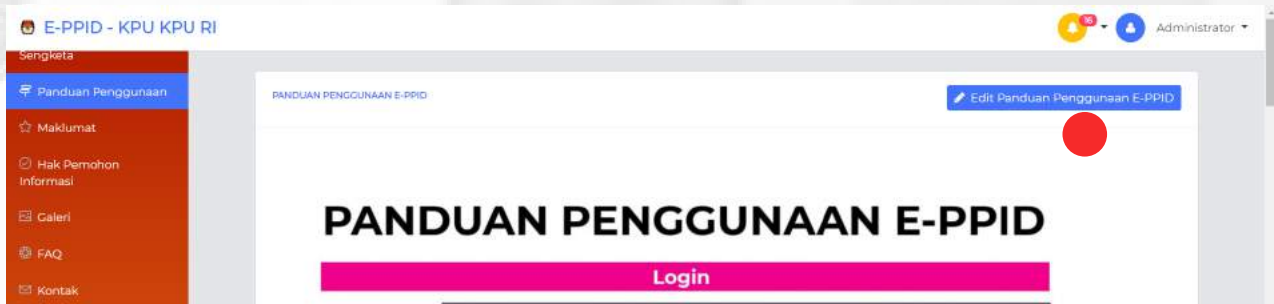 E-PPID - KPU KPU RI
16
Administrator
Sengketa
Panduan Penggunaan
Maklumat
Hak Pemohon
Informasi
Galeri
FAQ
Kontak
PANDUAN PENGGUNAAN E-PPID
Edit Panduan Penggunaan E-PPID
PANDUAN PENGGUNAAN E-PPID
Login